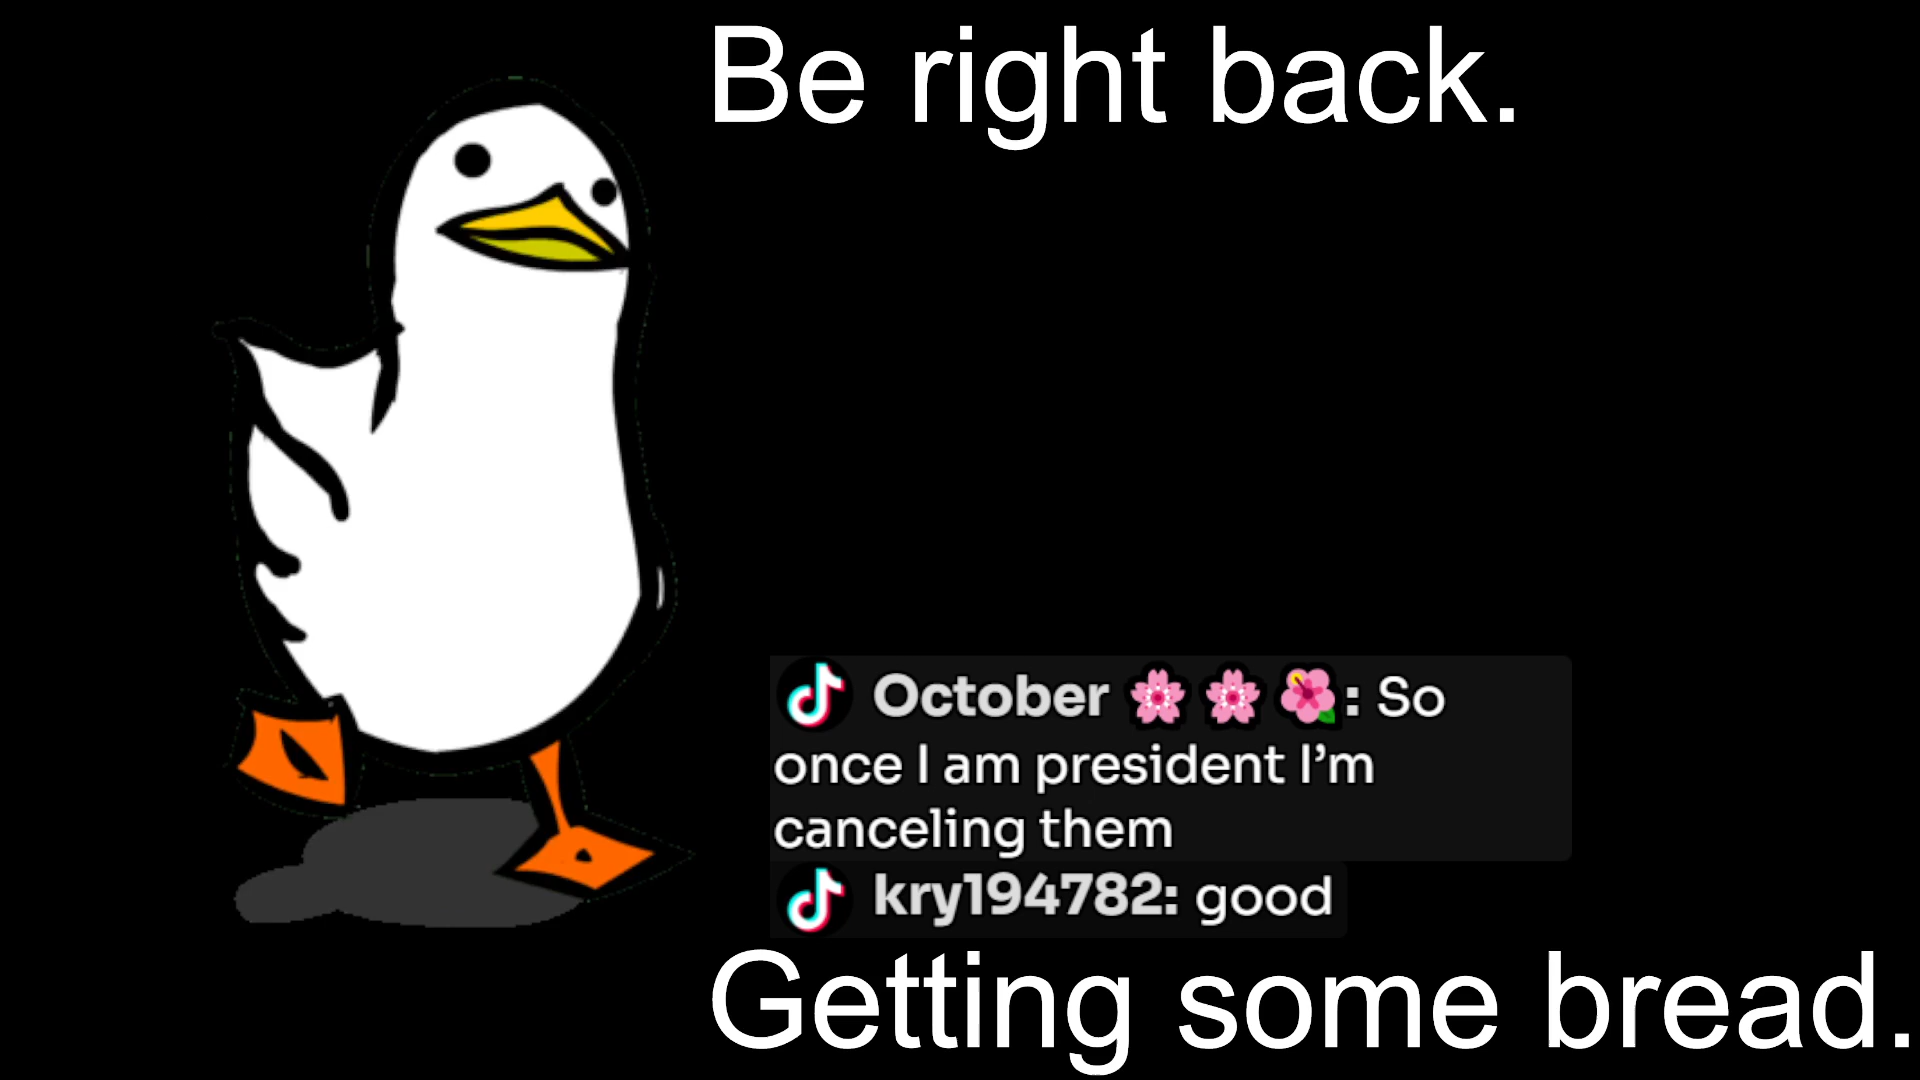 Be right back.
October 🌸🌸🌺: So
once I am president I’m
canceling them
kry194782: good
Getting some bread.